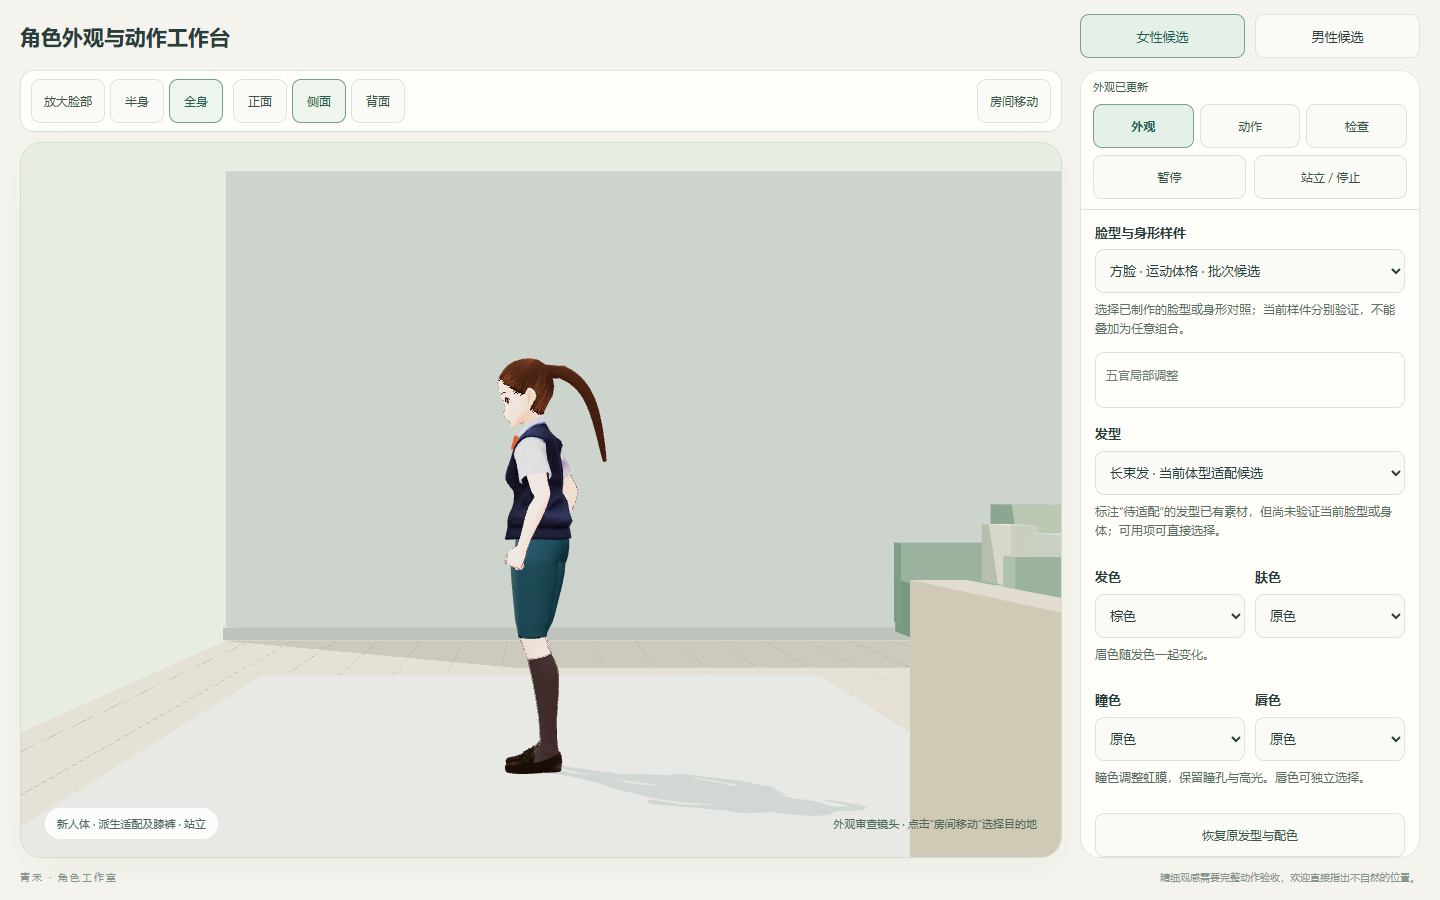 角色外观与动作工作台
女性候选
男性候选
放大脸部
半身
全身
正面
侧面
背面
房间移动
外观已更新
外观
动作
检查
暂停
站立 / 停止
脸型与身形样件
方脸 · 运动体格 · 批次候选
选择已制作的脸型或身形对照；当前样件分别验证，不能
叠加为任意组合。
五官局部调整
发型
长束发 · 当前体型适配候选
标注“待适配”的发型已有素材，但尚未验证当前脸型或身
体；可用项可直接选择。
发色
肤色
棕色
原色
眉色随发色一起变化。
瞳色
唇色
原色
原色
瞳色调整虹膜，保留瞳孔与高光。唇色可独立选择。
恢复原发型与配色
新人体 · 派生适配及膝裤 · 站立
外观审查镜头 · 点击“房间移动”选择目的地
青禾 · 角色工作室
精细观感需要完整动作验收，欢迎直接指出不自然的位置。